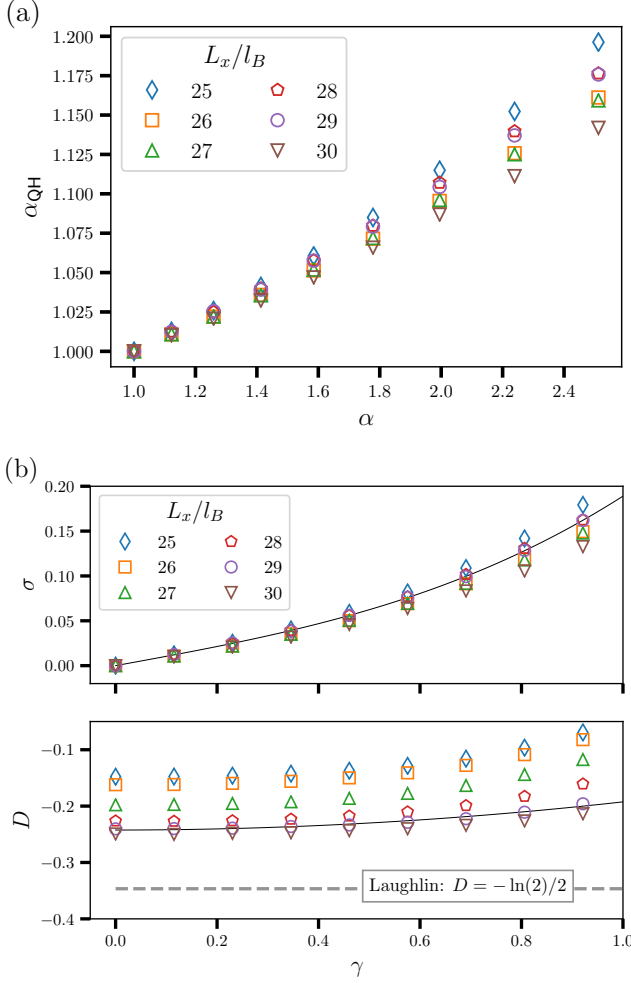 (a)
L_x/l_B
25 28
26 29
27 30
α_QH
1.200
1.175
1.150
1.125
1.100
1.075
1.050
1.025
1.000
1.0 1.2 1.4 1.6 1.8 2.0 2.2 2.4
α
(b)
L_x/l_B
25 28
26 29
27 30
σ
0.20
0.15
0.10
0.05
0.00
D
−0.1
−0.2
−0.3
−0.4
Laughlin: D = −ln(2)/2
0.0 0.2 0.4 0.6 0.8 1.0
γ